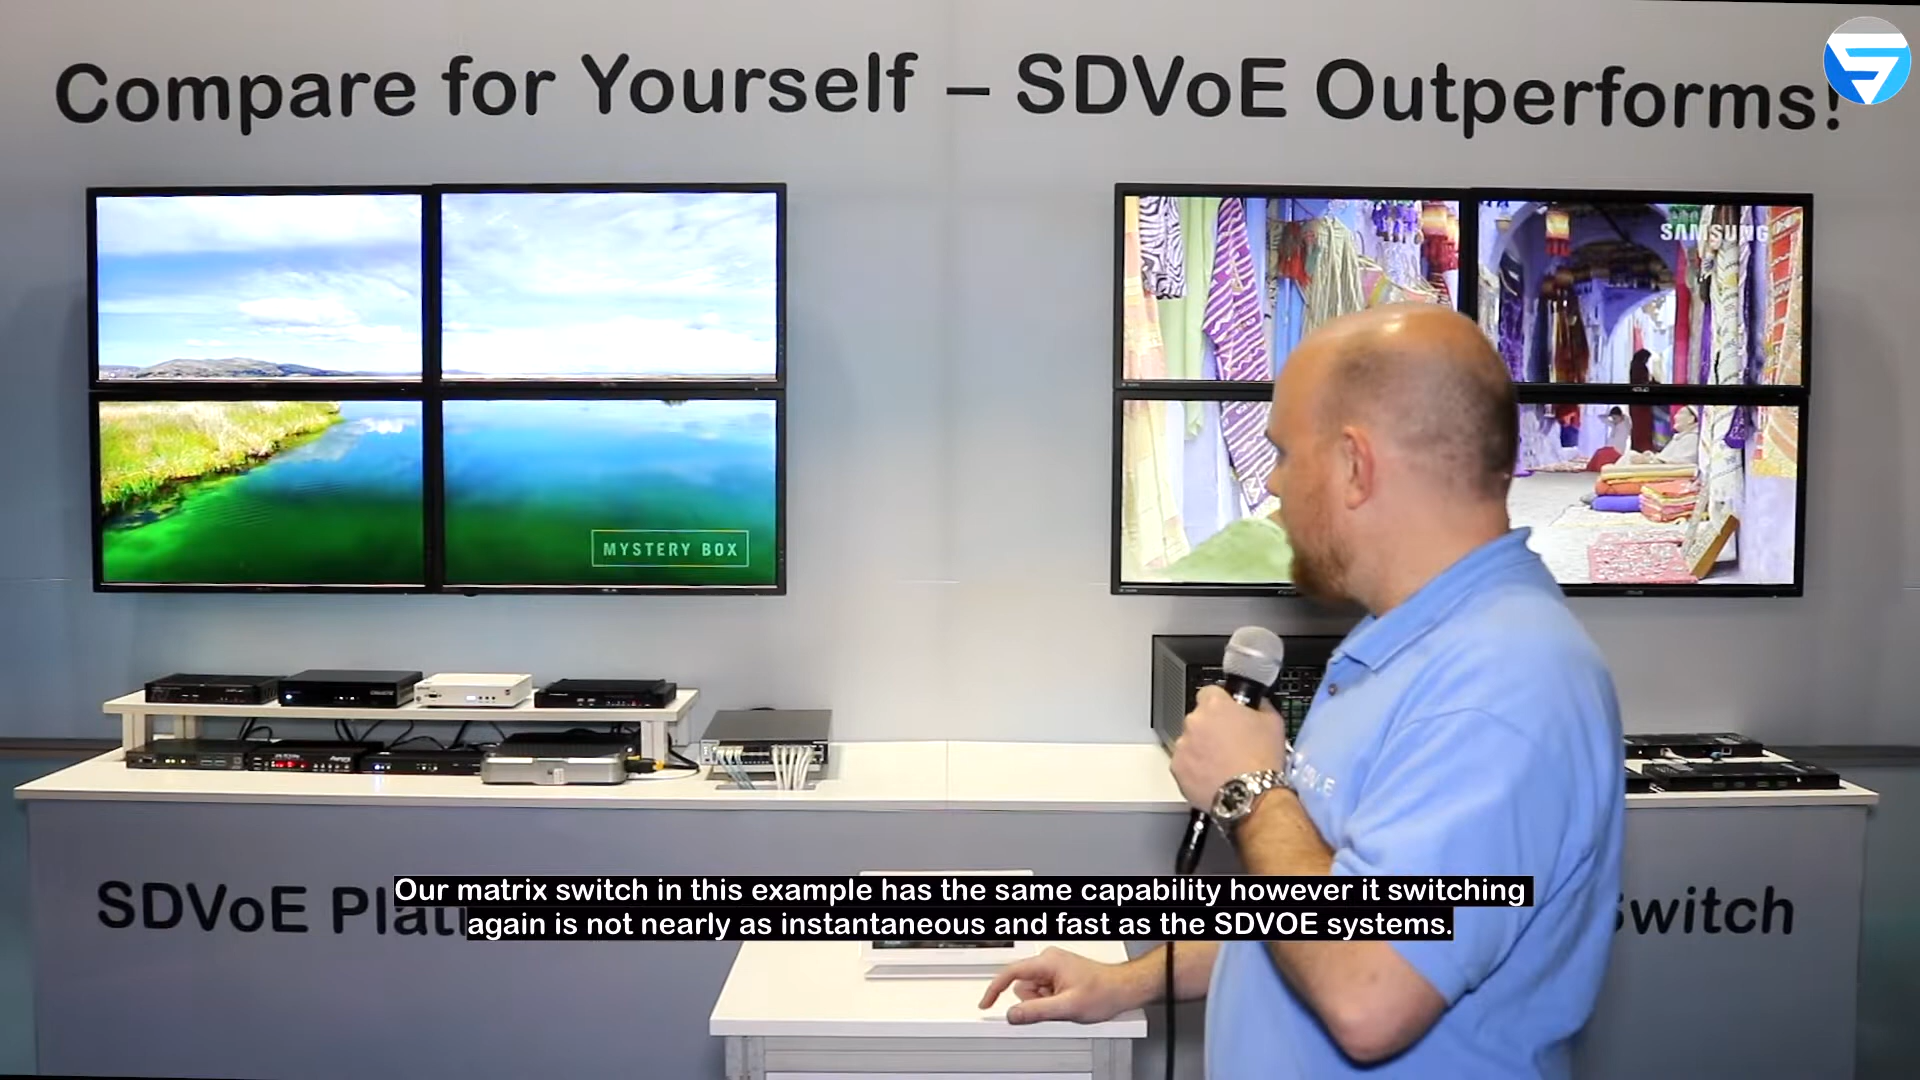 Compare for Yourself – SDVoE Outperforms!
SAMSUNG
MYSTERY BOX
Our matrix switch in this example has the same capability however it switching
again is not nearly as instantaneous and fast as the SDVOE systems.
SDVoE
Switch